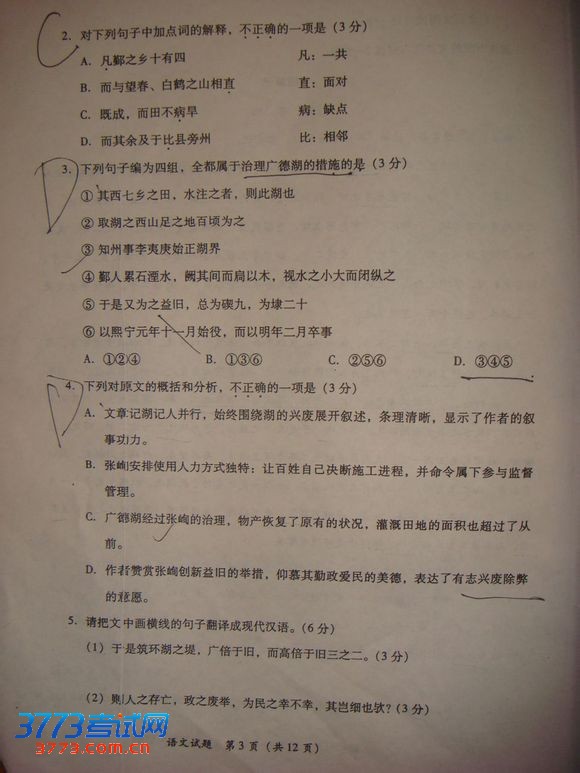 C
2. 对下列句子中加点词的解释，不正确的一项是（3 分）
A. 凡鄞之乡十有四 凡：一共
B. 而与望春、白鹤之山相直 直：面对
C. 既成，而田不病旱 病：缺点
D. 而其余及于比县旁州 比：相邻
D
3. 下列句子编为四组，全都属于治理广德湖的措施的是（3 分）
① 其西七乡之田，水注之者，则此湖也
② 取湖之西山足之地百顷为之
③ 知州事李夷庚始正湖界
④ 鄞人累石湮水，阙其间而扃以木，视水之小大而闭纵之
⑤ 于是又为之益旧，总为碶九，为埭二十
⑥ 以熙宁元年十一月始役，而以明年二月卒事
A. ①②④ B. ①③⑥ C. ②⑤⑥ D. ③④⑤
D
4. 下列对原文的概括和分析，不正确的一项是（3 分）
A. 文章记湖记人并行，始终围绕湖的兴废展开叙述，条理清晰，显示了作者的叙
事功力。
B. 张峋安排使用人力方式独特：让百姓自己决断施工进程，并命令属下参与监督
管理。
C. 广德湖经过张峋的治理，物产恢复了原有的状况，灌溉田地的面积也超过了从
前。
D. 作者赞赏张峋创新益旧的举措，仰慕其勤政爱民的美德，表达了有志兴废除弊
的意愿。
5. 请把文中画横线的句子翻译成现代汉语。（6 分）
（1）于是筑环湖之堤，广倍于旧，而高倍于旧三之二。（3 分）
（2）则人之存亡，政之废举，为民之幸不幸，其岂细也欤？（3 分）
语文试题 第 3 页（共 12 页）
3773考试网
3773.com.cn